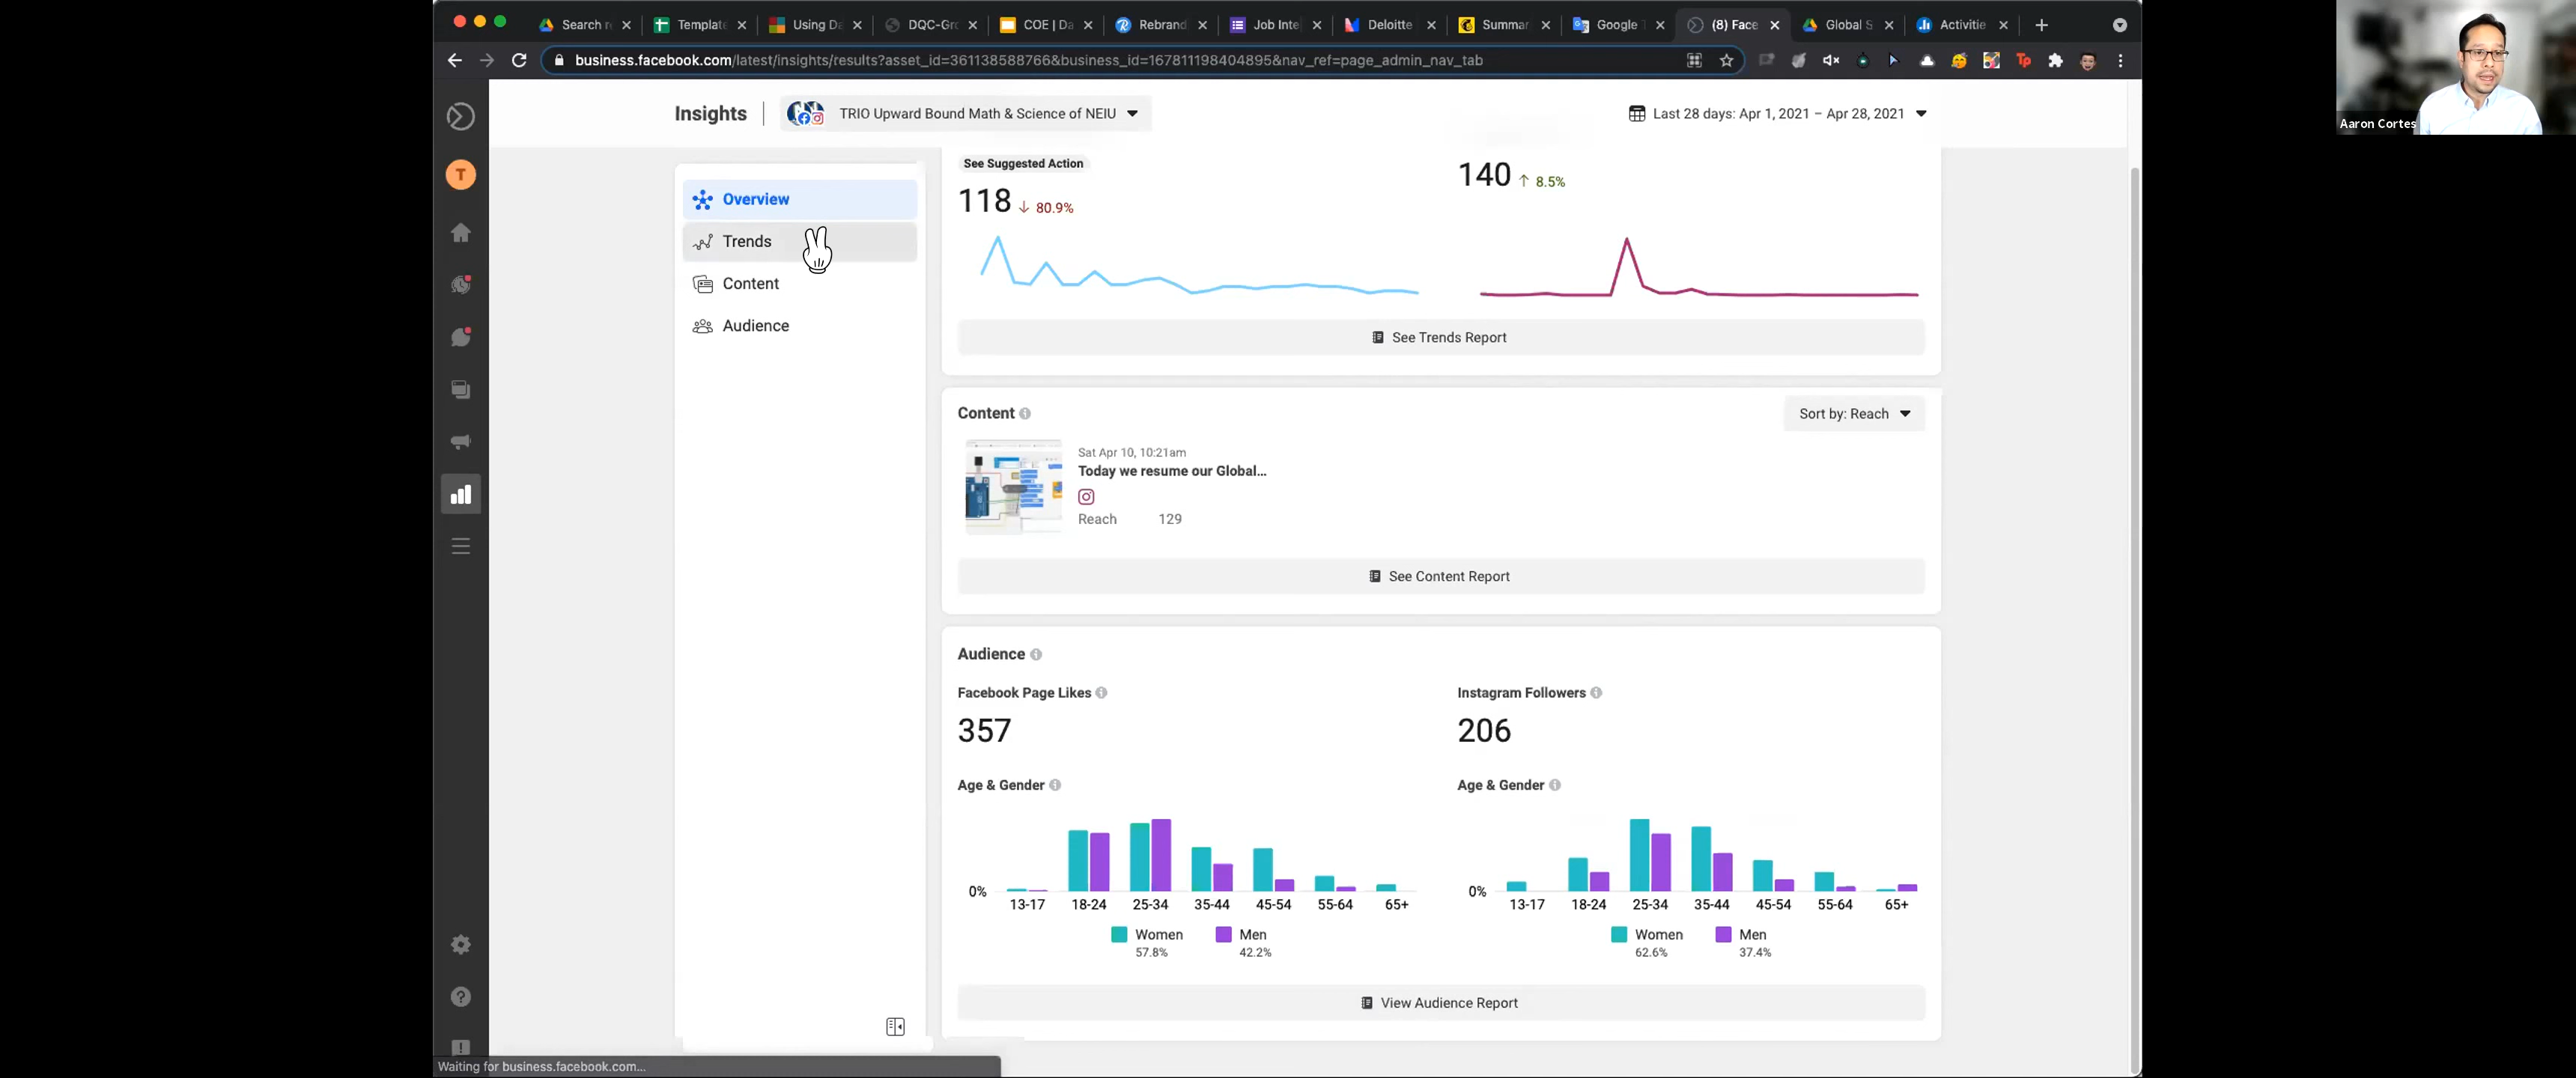 Search r
Template
Using Da
DQC-Gro
COE | Da
Rebrand
Job Inte
Deloitte
Summar
Google T
(8) Face
Global S
Activitie
business.facebook.com/latest/insights/results?asset_id=361138588766&business_id=167811198404895&nav_ref=page_admin_nav_tab
Aaron Cortes
Insights
TRIO Upward Bound Math & Science of NEIU
Last 28 days: Apr 1, 2021 – Apr 28, 2021
T
Overview
Trends
Content
Audience
See Suggested Action
118 ↓ 80.9%
140 ↑ 8.5%
See Trends Report
Content
Sort by: Reach
Sat Apr 10, 10:21am
Today we resume our Global...
Reach 129
See Content Report
Audience
Facebook Page Likes
357
Age & Gender
0%
13-17 18-24 25-34 35-44 45-54 55-64 65+
Women Men
57.8% 42.2%
Instagram Followers
206
Age & Gender
0%
13-17 18-24 25-34 35-44 45-54 55-64 65+
Women Men
62.6% 37.4%
View Audience Report
Waiting for business.facebook.com...